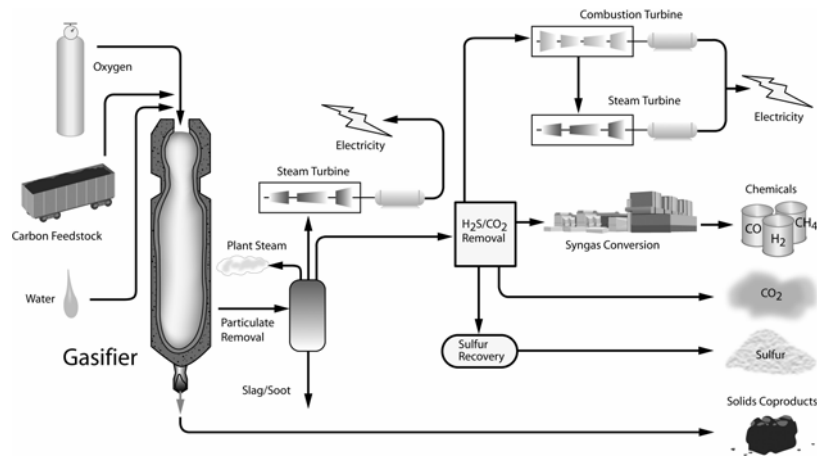 Oxygen
Carbon Feedstock
Water
Gasifier
Particulate
Removal
Plant Steam
Slag/Soot
Steam Turbine
Electricity
H₂S/CO₂
Removal
Sulfur
Recovery
Combustion Turbine
Steam Turbine
Electricity
Syngas Conversion
Chemicals
CO
H₂
CH₄
CO₂
Sulfur
Solids Coproducts